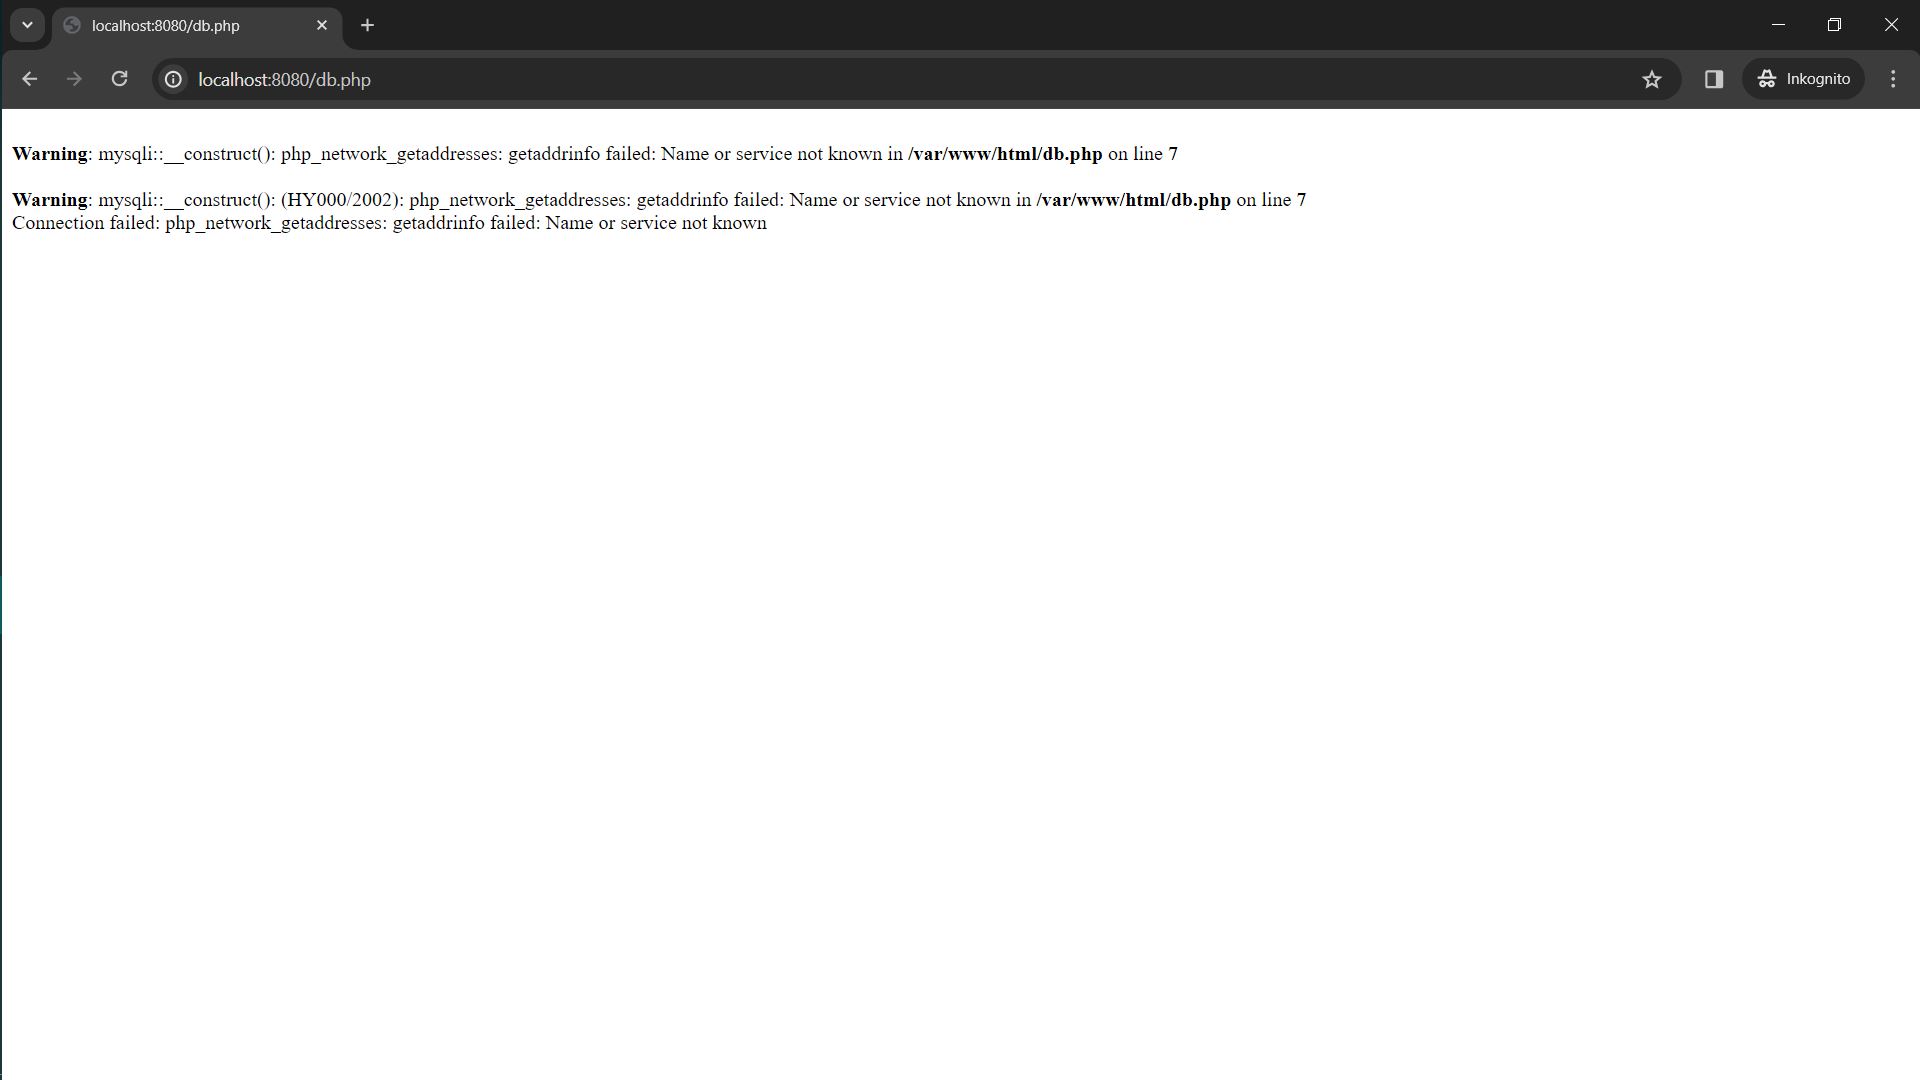 localhost:8080/db.php
localhost:8080/db.php
Inkognito
Warning: mysqli::__construct(): php_network_getaddresses: getaddrinfo failed: Name or service not known in /var/www/html/db.php on line 7
Warning: mysqli::__construct(): (HY000/2002): php_network_getaddresses: getaddrinfo failed: Name or service not known in /var/www/html/db.php on line 7
Connection failed: php_network_getaddresses: getaddrinfo failed: Name or service not known